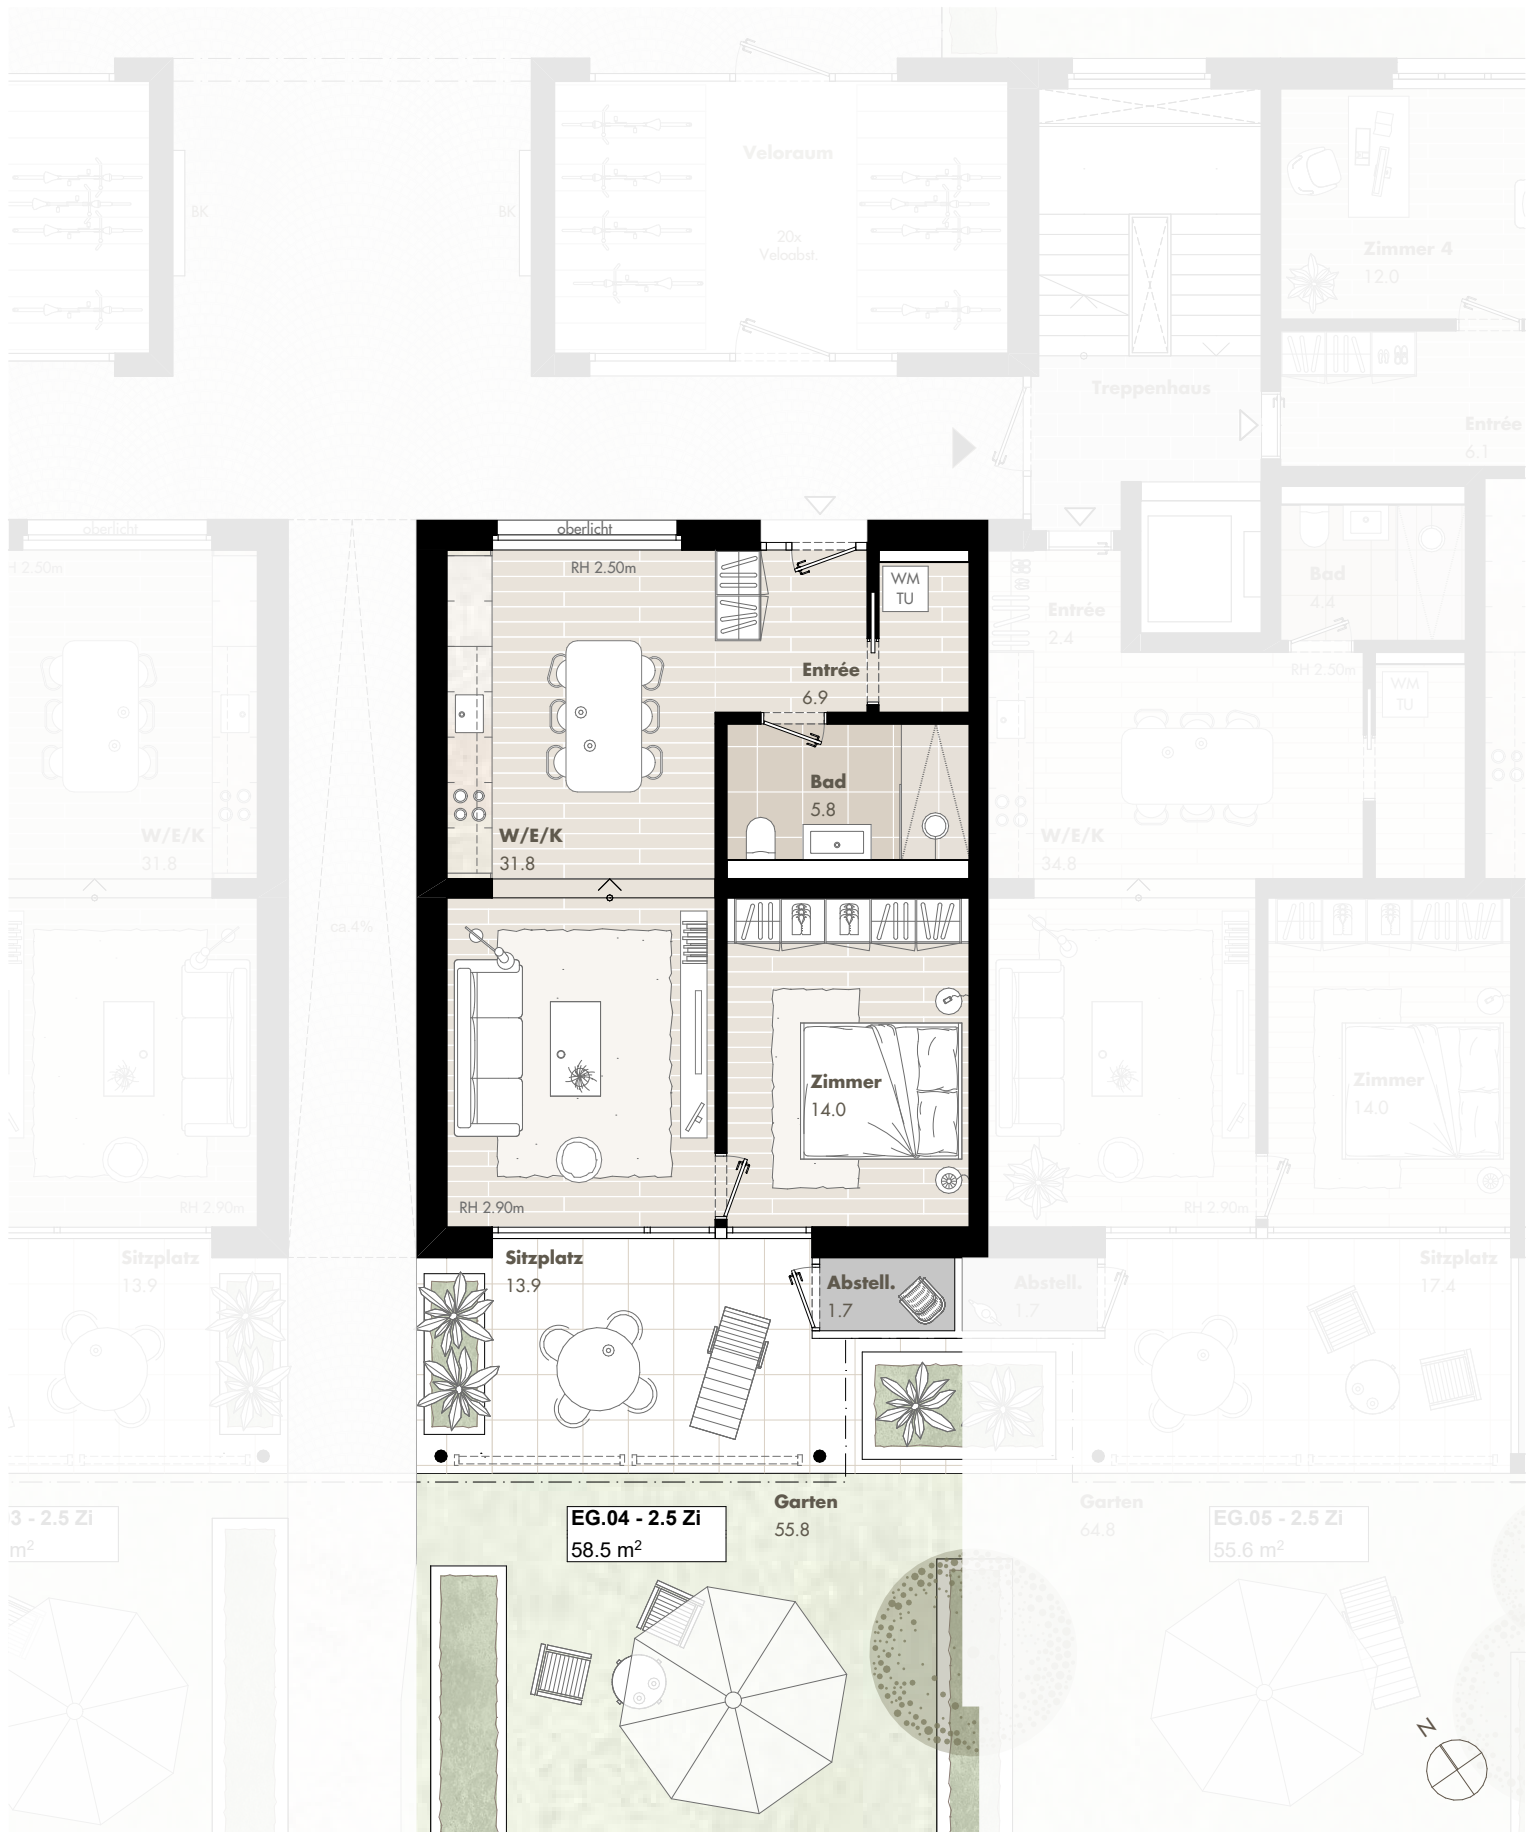 Veloraum
BK
BK
20x
Veloabst.
Zimmer 4
12.0
Treppenhaus
Entrée
6.1
oberlicht
oberlicht
2.50m
RH 2.50m
WM
TU
Bad
4.4
Entrée
2.4
Entrée
6.9
RH 2.50m
WM
TU
Bad
5.8
W/E/K
31.8
W/E/K
31.8
W/E/K
34.8
ca.4%
Zimmer
14.0
Zimmer
14.0
RH 2.90m
RH 2.90m
RH 2.90m
Sitzplatz
13.9
Sitzplatz
13.9
Abstell.
1.7
Abstell.
1.7
Sitzplatz
17.4
Garten
55.8
Garten
64.8
3 - 2.5 Zi
m²
EG.04 - 2.5 Zi
58.5 m²
EG.05 - 2.5 Zi
55.6 m²
N